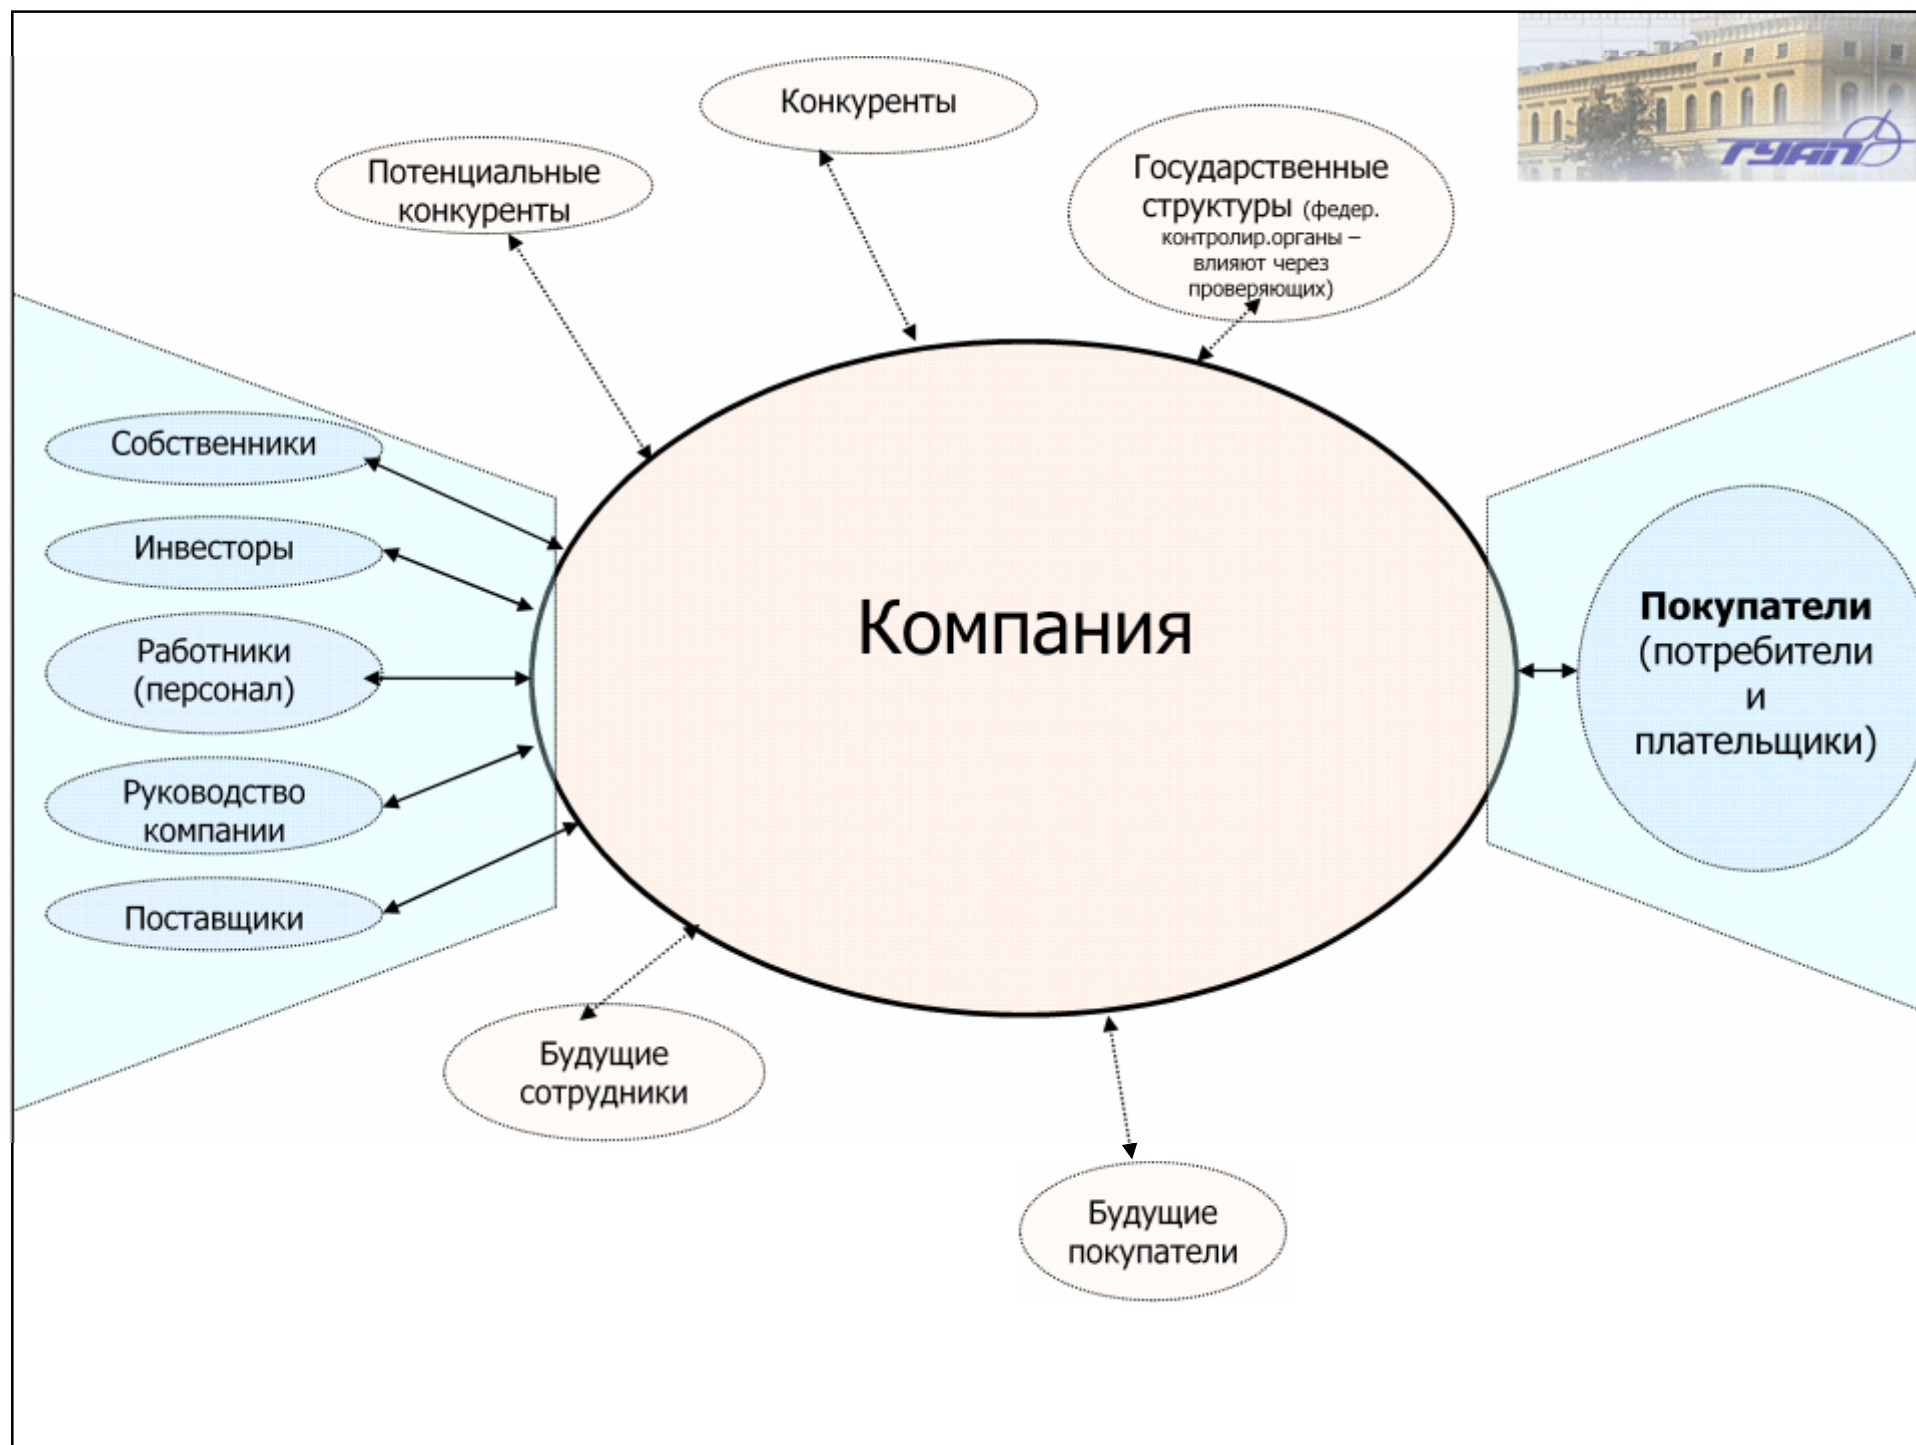 Конкуренты
Потенциальные
конкуренты
Государственные
структуры (федер.
контролир.органы –
влияют через
проверяющих)
ГУАП
Собственники
Инвесторы
Работники
(персонал)
Руководство
компании
Поставщики
Компания
Покупатели
(потребители
и
плательщики)
Будущие
сотрудники
Будущие
покупатели